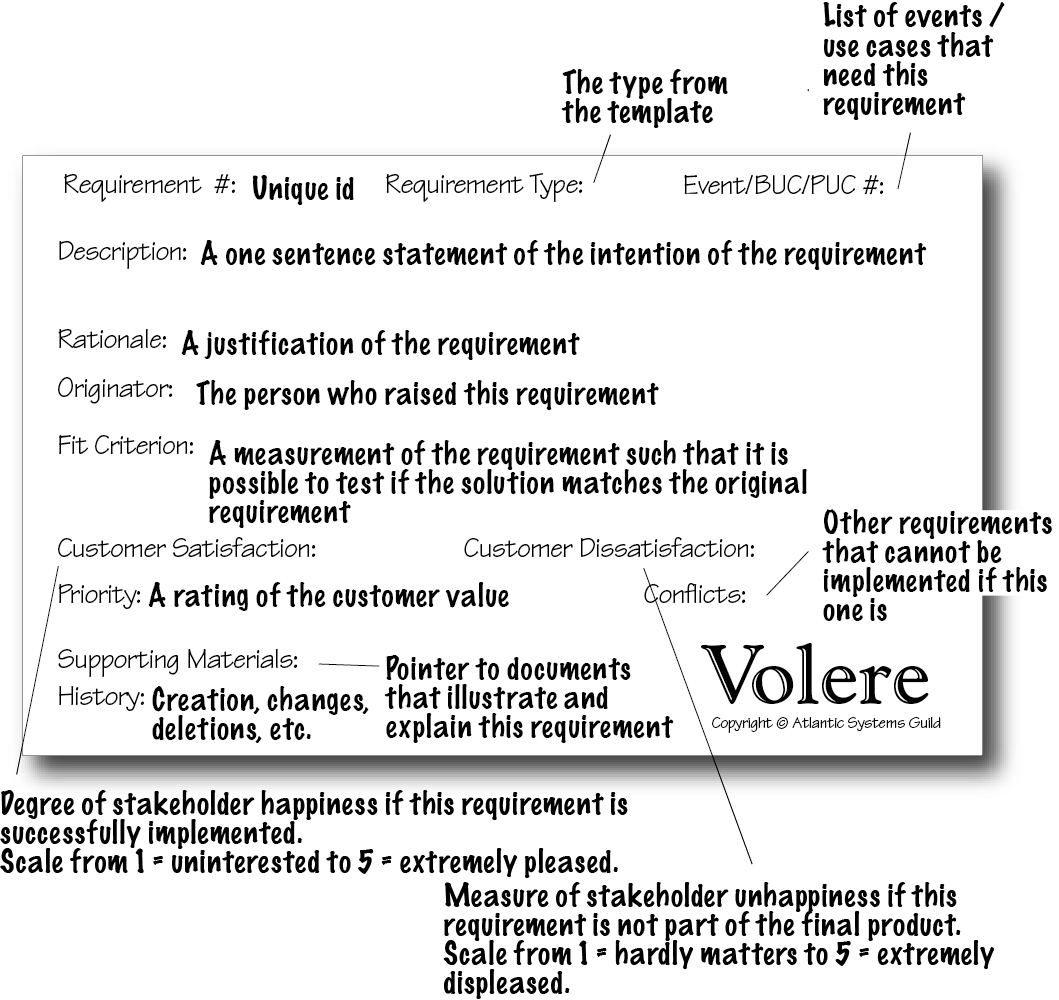 List of events /
use cases that
need this
requirement
The type from
the template
Requirement #: Unique id Requirement Type: Event/BUC/PUC #:
Description: A one sentence statement of the intention of the requirement
Rationale: A justification of the requirement
Originator: The person who raised this requirement
Fit Criterion: A measurement of the requirement such that it is
possible to test if the solution matches the original
requirement
Other requirements
that cannot be
implemented if this
one is
Customer Satisfaction: Customer Dissatisfaction:
Priority: A rating of the customer value Conflicts:
Supporting Materials: Pointer to documents
that illustrate and
explain this requirement
History: Creation, changes,
deletions, etc.
Volere
Copyright © Atlantic Systems Guild
Degree of stakeholder happiness if this requirement is
successfully implemented.
Scale from 1 = uninterested to 5 = extremely pleased.
Measure of stakeholder unhappiness if this
requirement is not part of the final product.
Scale from 1 = hardly matters to 5 = extremely
displeased.